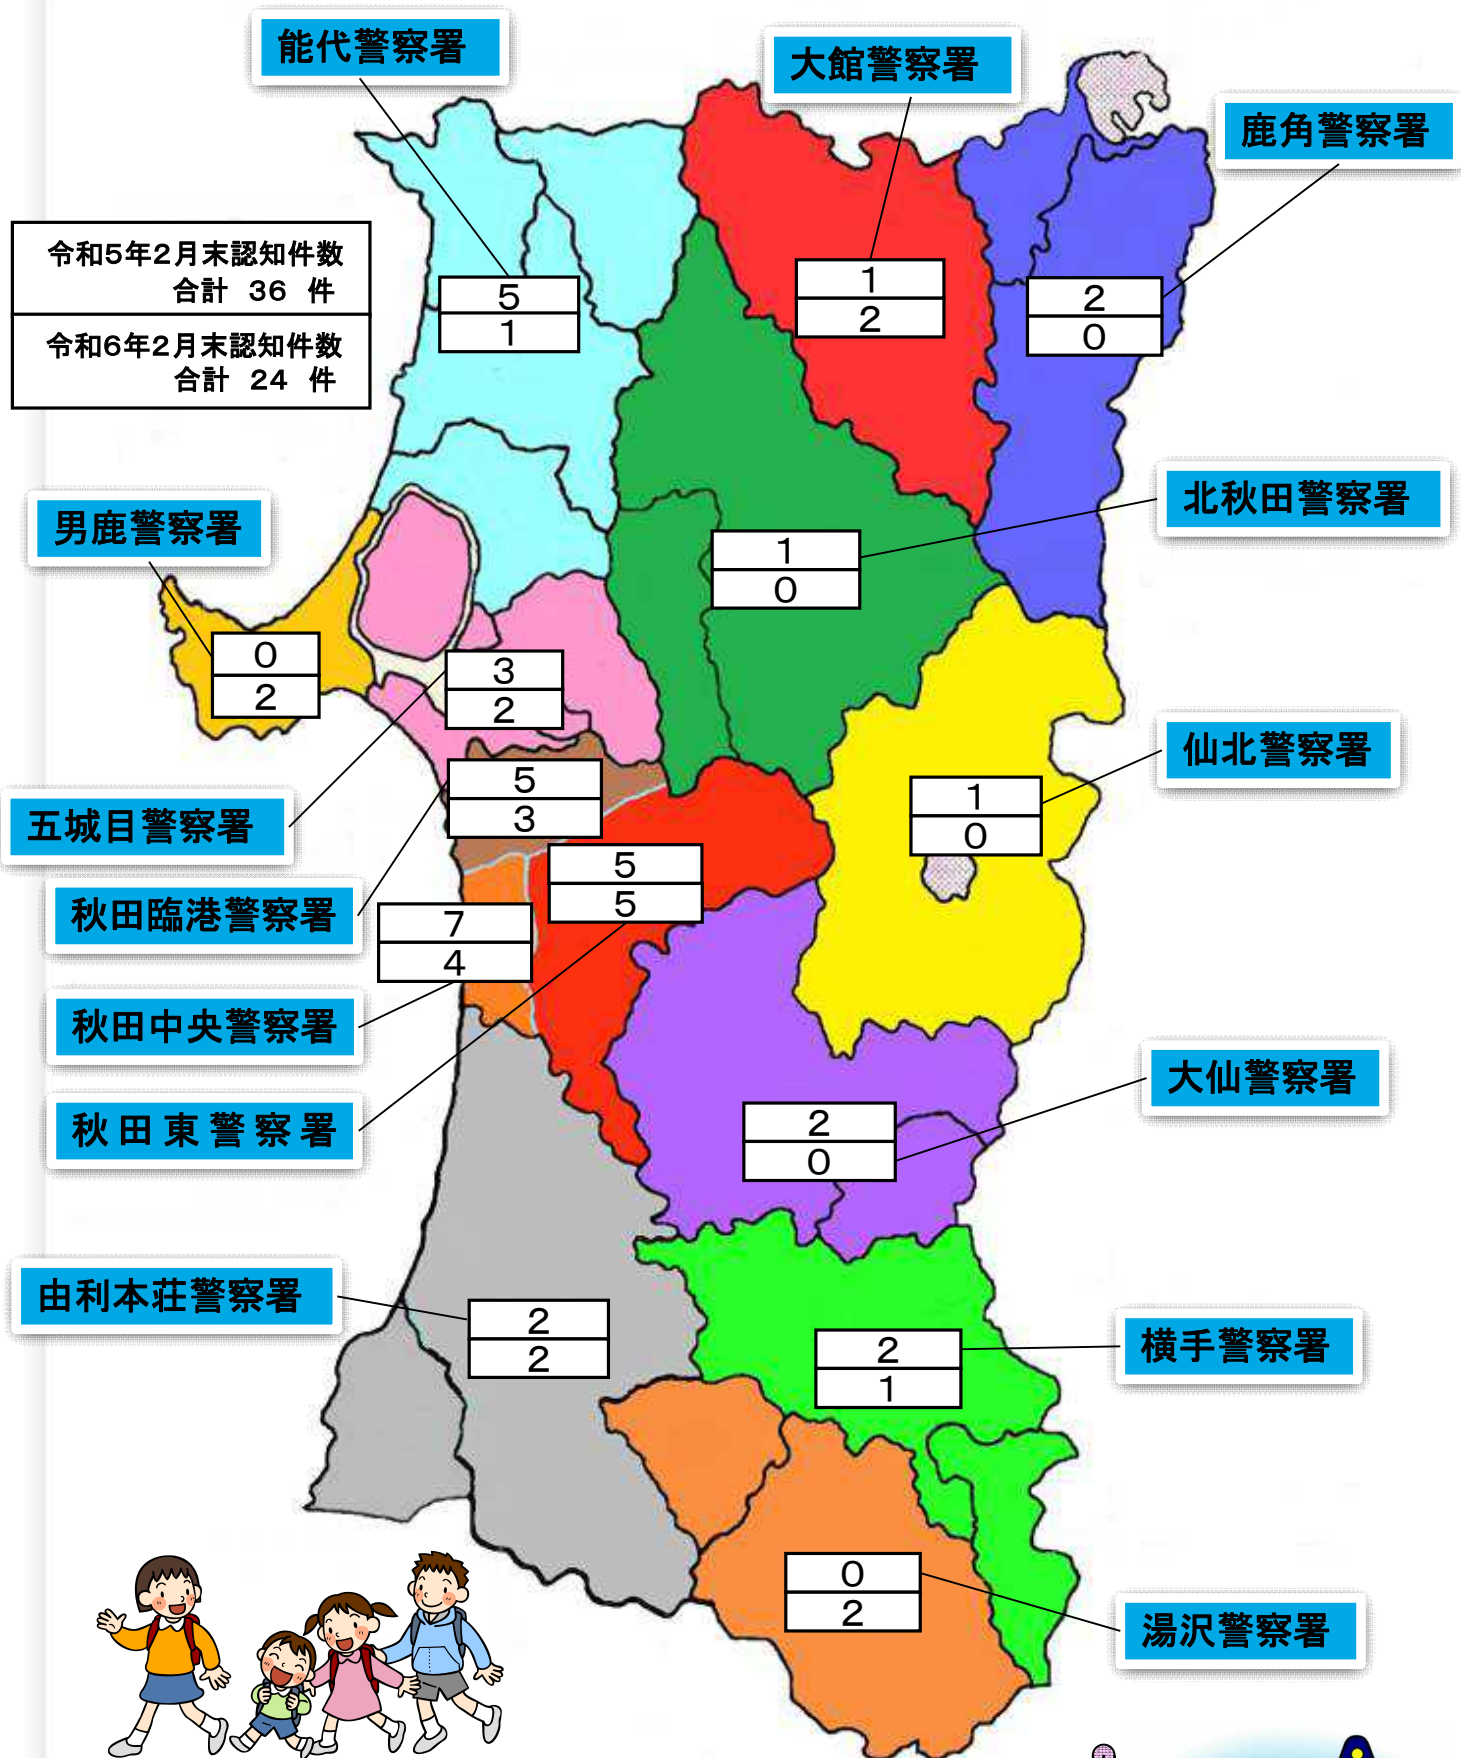 能代警察署
大館警察署
鹿角警察署
令和5年2月末認知件数
合計 36 件
令和6年2月末認知件数
合計 24 件
5
1
1
2
2
0
北秋田警察署
男鹿警察署
1
0
0
2
3
2
仙北警察署
五城目警察署
5
3
1
0
秋田臨港警察署
5
5
7
4
秋田中央警察署
大仙警察署
秋田東警察署
2
0
由利本荘警察署
2
2
横手警察署
2
1
0
2
湯沢警察署